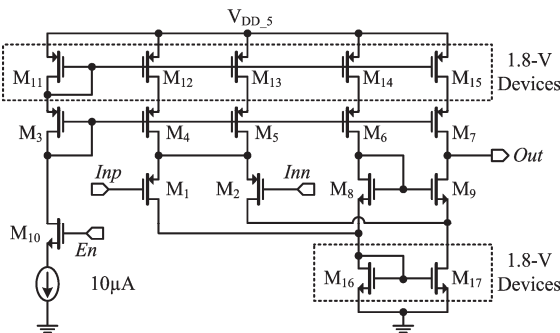 VDD_5
M11 M12 M13 M14 M15
1.8-V
Devices
M3 M4 M5 M6 M7
Out
Inp M1 M2 Inn M8 M9
M10
En
10µA
M16 M17
1.8-V
Devices